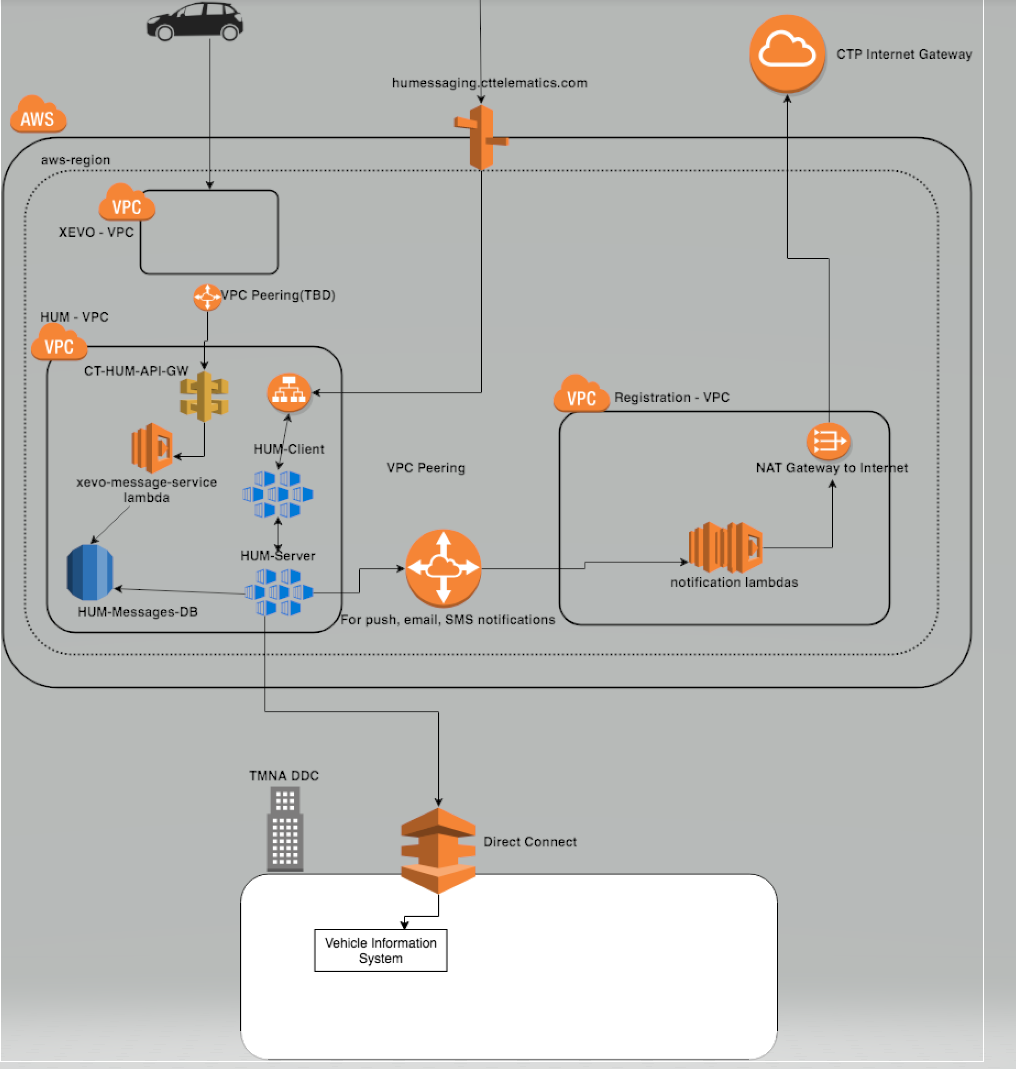 humessaging.cttelematics.com
CTP Internet Gateway
AWS
aws-region
VPC
XEVO - VPC
VPC Peering(TBD)
HUM - VPC
VPC
CT-HUM-API-GW
VPC
Registration - VPC
HUM-Client
VPC Peering
NAT Gateway to Internet
xevo-message-service
lambda
HUM-Server
notification lambdas
HUM-Messages-DB
For push, email, SMS notifications
TMNA DDC
Direct Connect
Vehicle Information
System